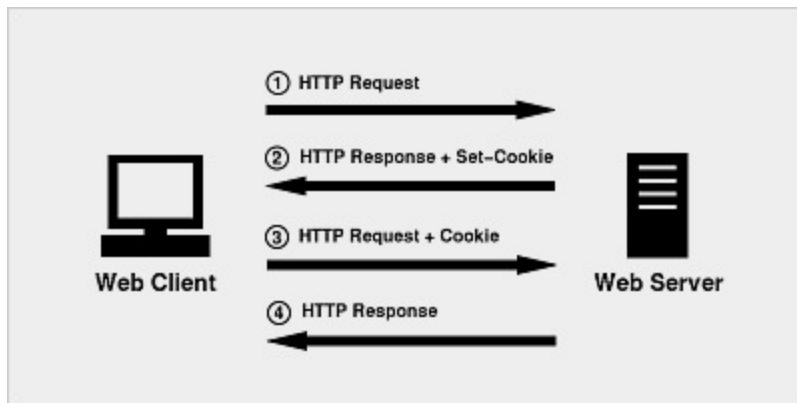 ① HTTP Request
② HTTP Response + Set-Cookie
③ HTTP Request + Cookie
Web Client
Web Server
④ HTTP Response